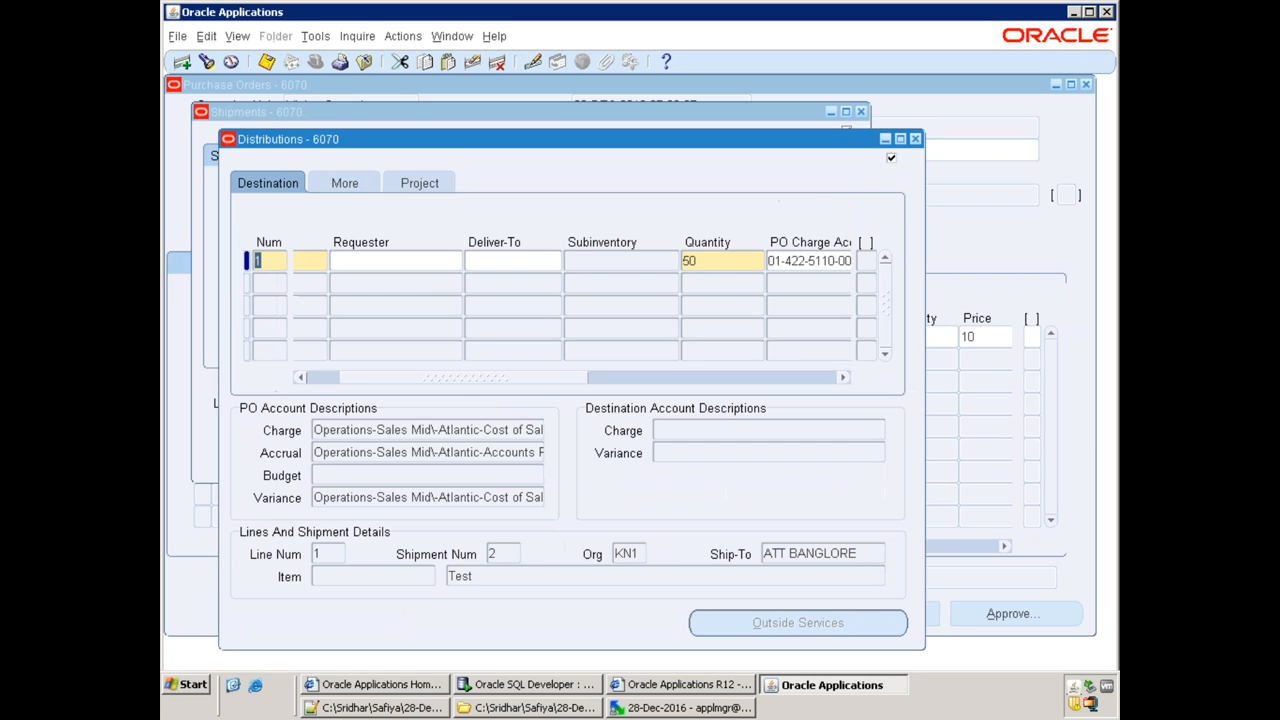 Oracle Applications
File Edit View Folder Tools Inquire Actions Window Help
ORACLE
Purchase Orders - 6070
Shipments - 6070
Distributions - 6070
Destination More Project
[ ]
Num Requester Deliver-To Subinventory Quantity PO Charge Acc [ ]
1 50 01-422-5110-00
ty Price [ ]
10
PO Account Descriptions Destination Account Descriptions
Charge Operations-Sales Mid\-Atlantic-Cost of Sal Charge
Accrual Operations-Sales Mid\-Atlantic-Accounts F Variance
Budget
Variance Operations-Sales Mid\-Atlantic-Cost of Sal
Lines And Shipment Details
Line Num 1 Shipment Num 2 Org KN1 Ship-To ATT BANGLORE
Item Test
Outside Services
Approve...
Start Oracle Applications Hom... Oracle SQL Developer : ... Oracle Applications R12 -... Oracle Applications
C:\Sridhar\Safiya\28-De... C:\Sridhar\Safiya\28-De... 28-Dec-2016 - applmgr@...